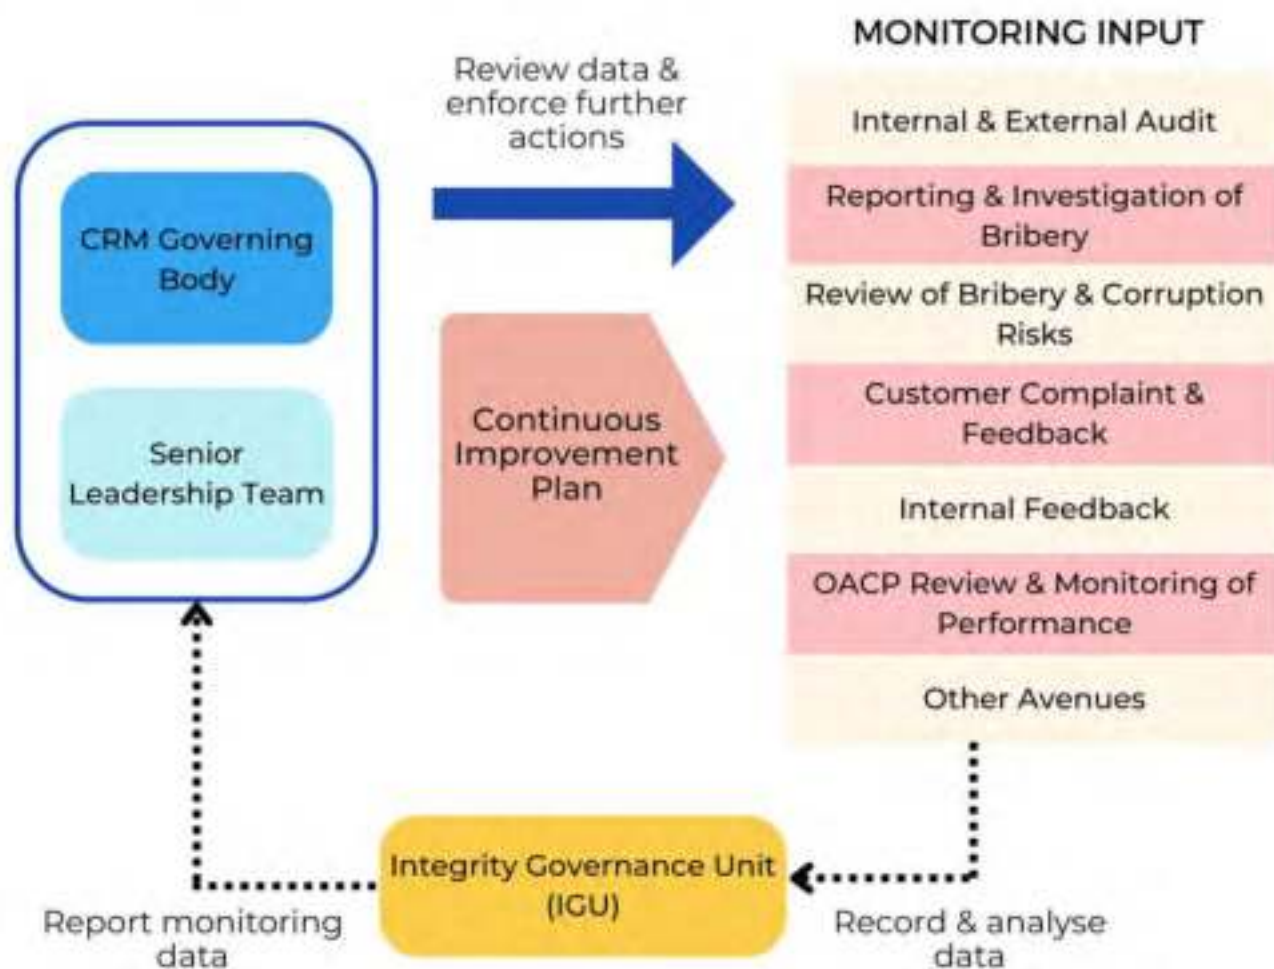 MONITORING INPUT
Review data &
enforce further
actions
CRM Governing
Body
Senior
Leadership Team
Continuous
Improvement
Plan
Internal & External Audit
Reporting & Investigation of
Bribery
Review of Bribery & Corruption
Risks
Customer Complaint &
Feedback
Internal Feedback
OACP Review & Monitoring of
Performance
Other Avenues
Integrity Governance Unit
(IGU)
Report monitoring
data
Record & analyse
data